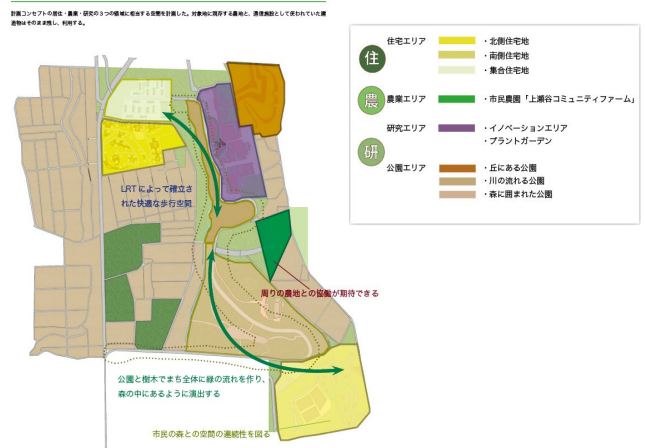 計画コンセプトの居住・農業・研究の３つの領域に相当する空間を計画した。対象地に現存する農地と、通信施設として使われていた建
造物はそのまま残し、利用する。
住
住宅エリア
・北側住宅地
・南側住宅地
・集合住宅地
農
農業エリア
・市民農園「上瀬谷コミュニティファーム」
研
研究エリア
・イノベーションエリア
・プラントガーデン
公園エリア
・丘にある公園
・川の流れる公園
・森に囲まれた公園
LRTによって確立さ
れた快適な歩行空間
周りの農地との協働が期待できる
公園と樹木でまち全体に緑の流れを作り、
森の中にあるように演出する
市民の森との空間の連続性を図る